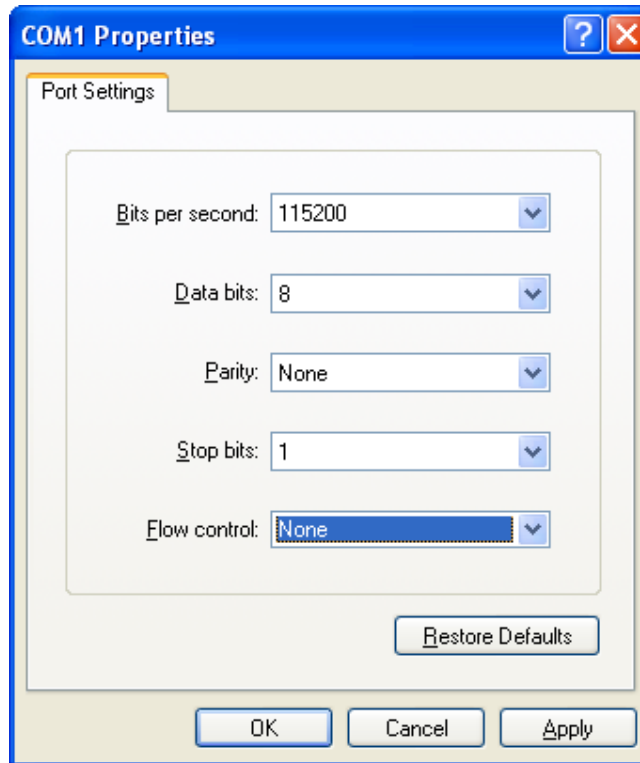 COM1 Properties
Port Settings
Bits per second: 115200
Data bits: 8
Parity: None
Stop bits: 1
Flow control: None
Restore Defaults
OK Cancel Apply